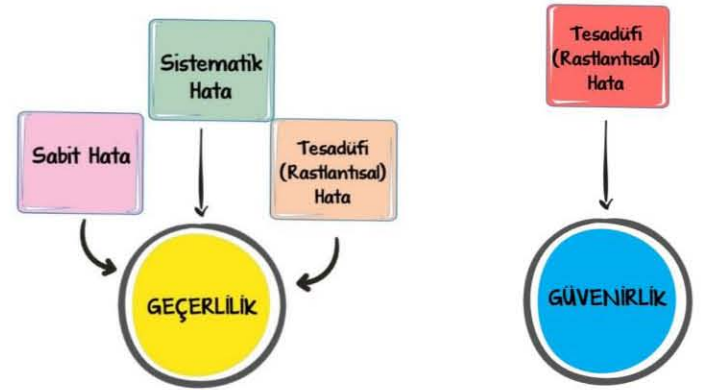 Sistematik
Hata
Sabit Hata
Tesadüfi
(Rastlantısal)
Hata
GEÇERLİLİK
Tesadüfi
(Rastlantısal)
Hata
GÜVENİRLİK